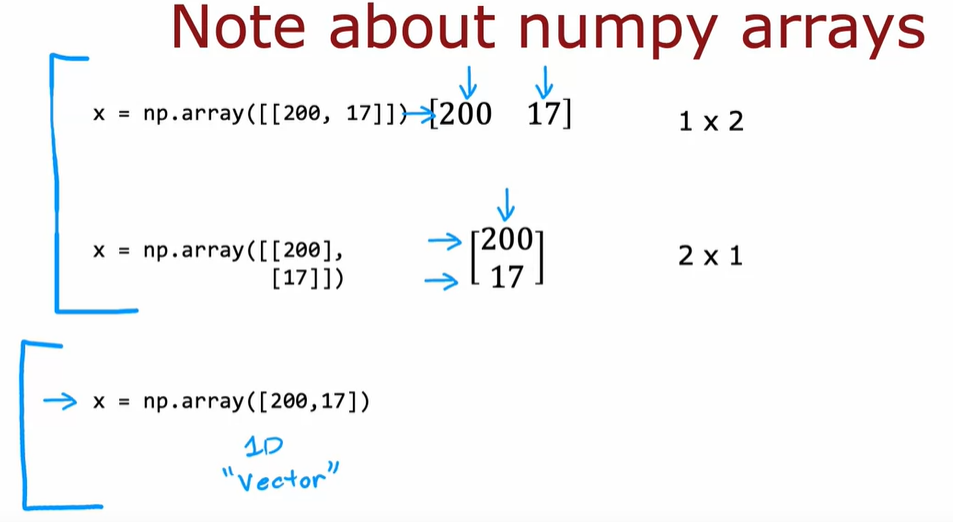 Note about numpy arrays
x = np.array([[200, 17]]) [200 17] 1 x 2
x = np.array([[200], [200
[17]]) 17] 2 x 1
x = np.array([200,17])
1D
"Vector"